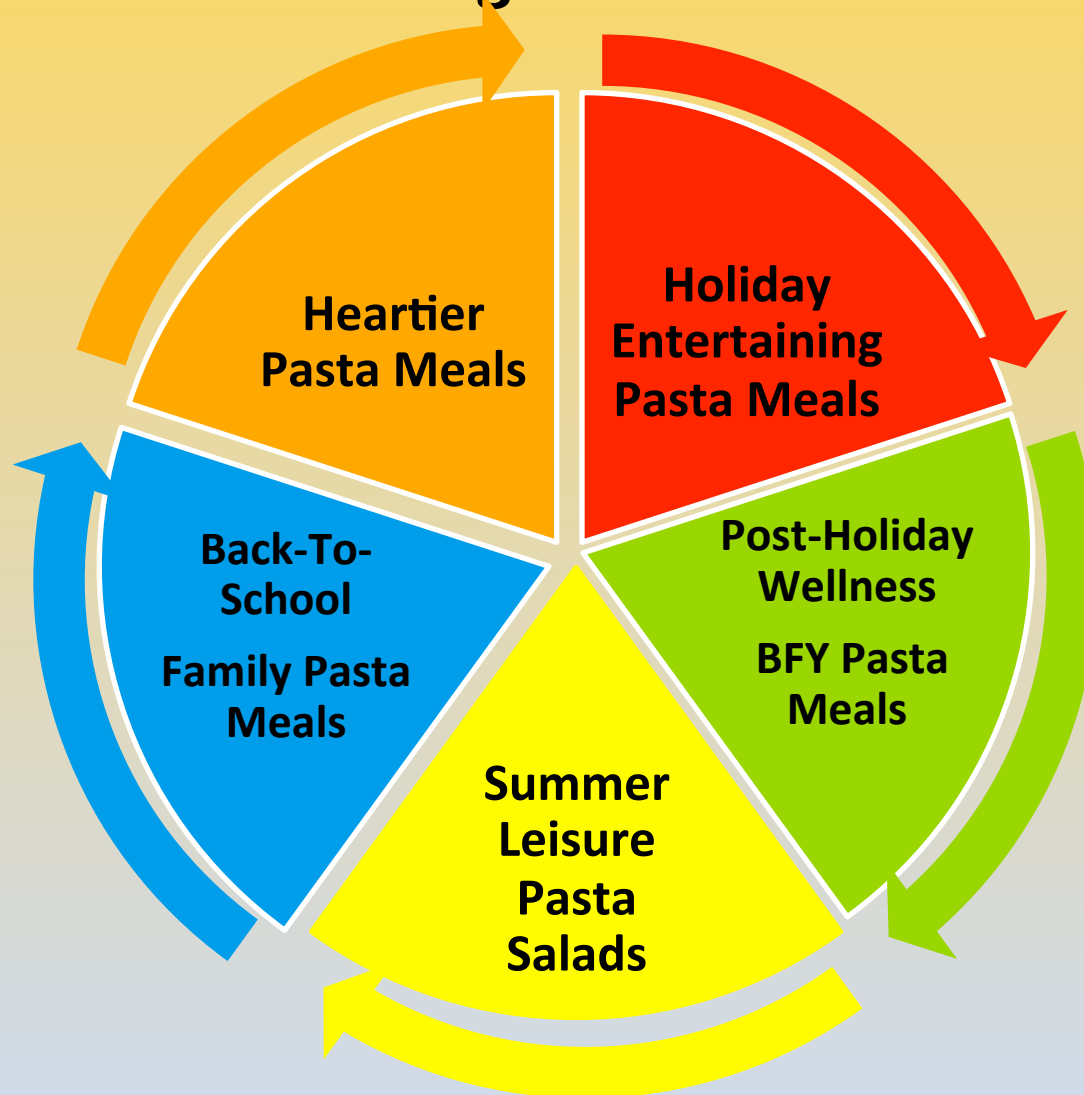 Heartier
Pasta Meals
Holiday
Entertaining
Pasta Meals
Post-Holiday
Wellness
BFY Pasta
Meals
Summer
Leisure
Pasta
Salads
Back-To-
School
Family Pasta
Meals